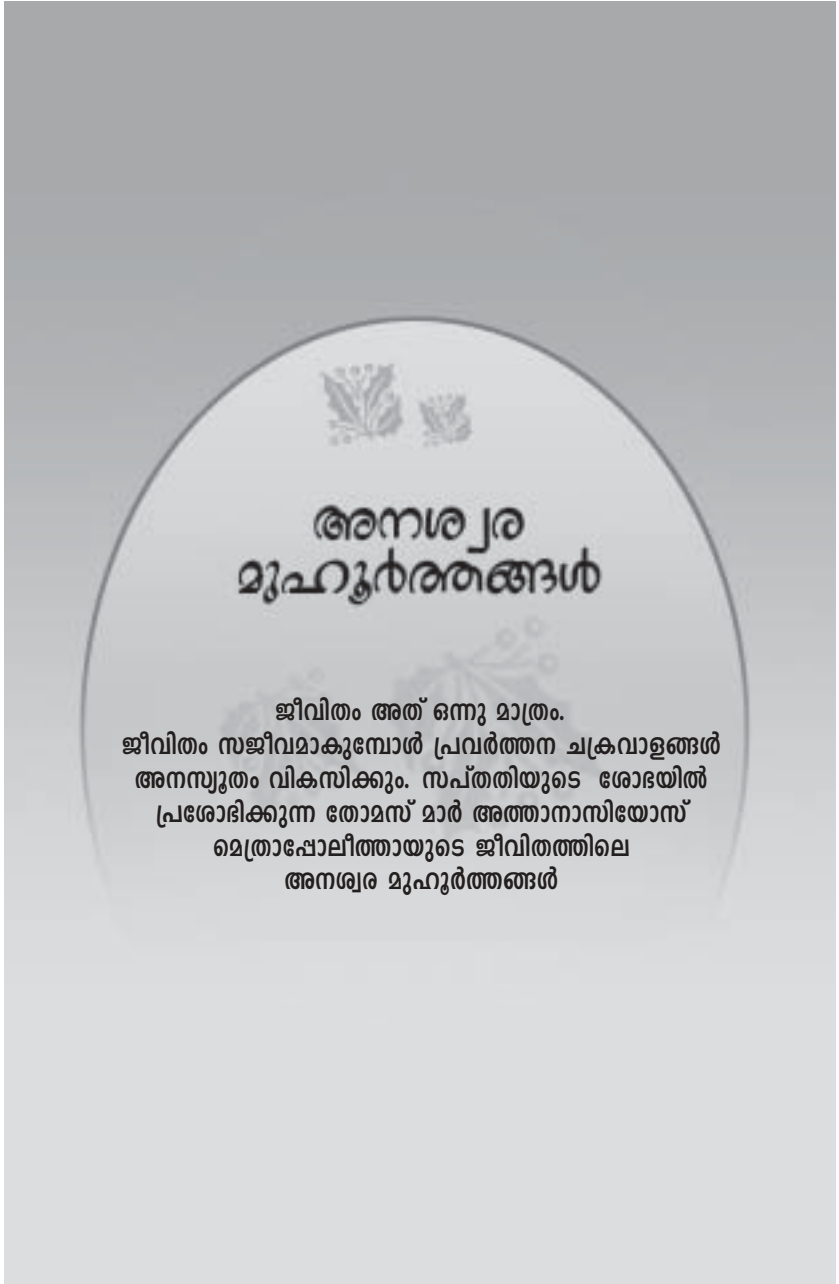 അനശ്വര
മുഹൂർത്തങ്ങൾ
ജീവിതം അത് ഒന്നു മാത്രം.
ജീവിതം സജീവമാകുമ്പോൾ പ്രവർത്തന ചക്രവാളങ്ങൾ
അനസ്യൂതം വികസിക്കും. സപ്തതിയുടെ ശോഭയിൽ
പ്രശോഭിക്കുന്ന തോമസ് മാർ അത്താനാസിയോസ്
മെത്രാപ്പോലീത്തായുടെ ജീവിതത്തിലെ
അനശ്വര മുഹൂർത്തങ്ങൾ